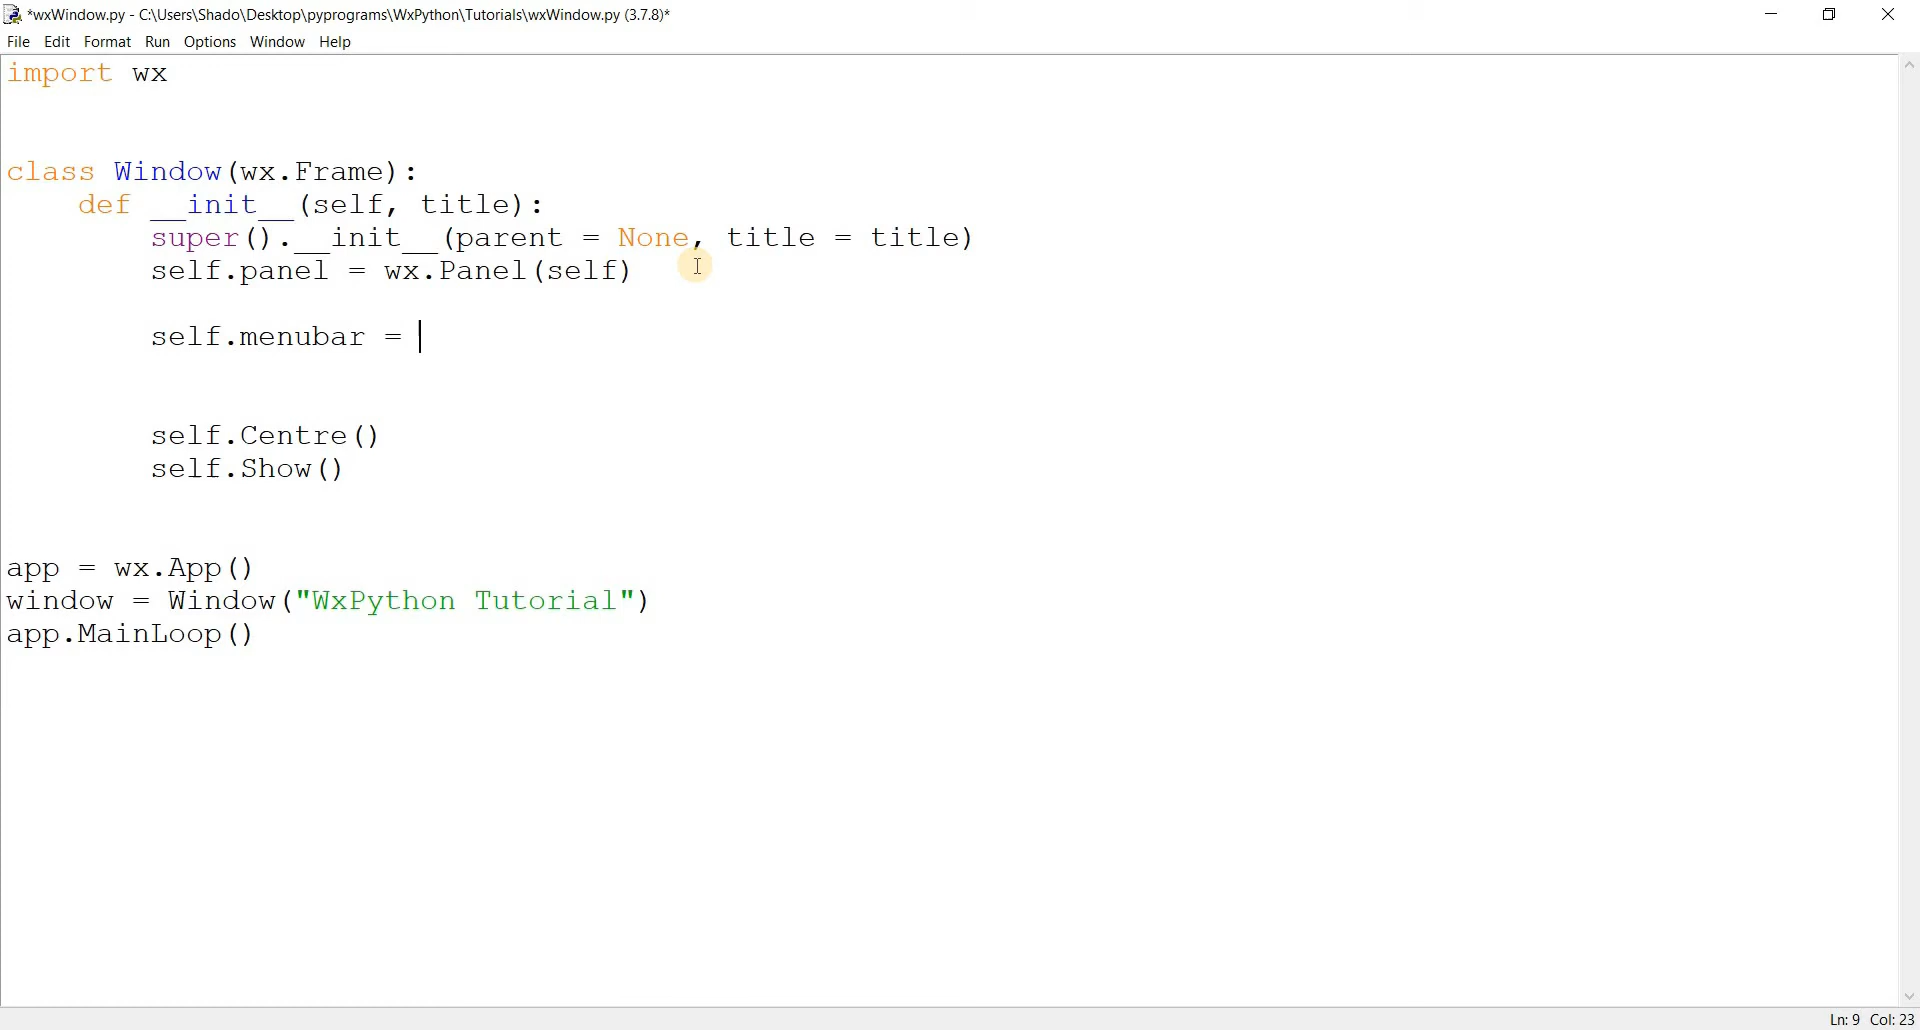 *wxWindow.py - C:\Users\Shado\Desktop\pyprograms\WxPython\Tutorials\wxWindow.py (3.7.8)*
File Edit Format Run Options Window Help
import wx
class Window(wx.Frame):
    def __init__(self, title):
        super().__init__(parent = None, title = title)
        self.panel = wx.Panel(self)
        self.menubar =
        self.Centre()
        self.Show()
app = wx.App()
window = Window("WxPython Tutorial")
app.MainLoop()
Ln: 9 Col: 23